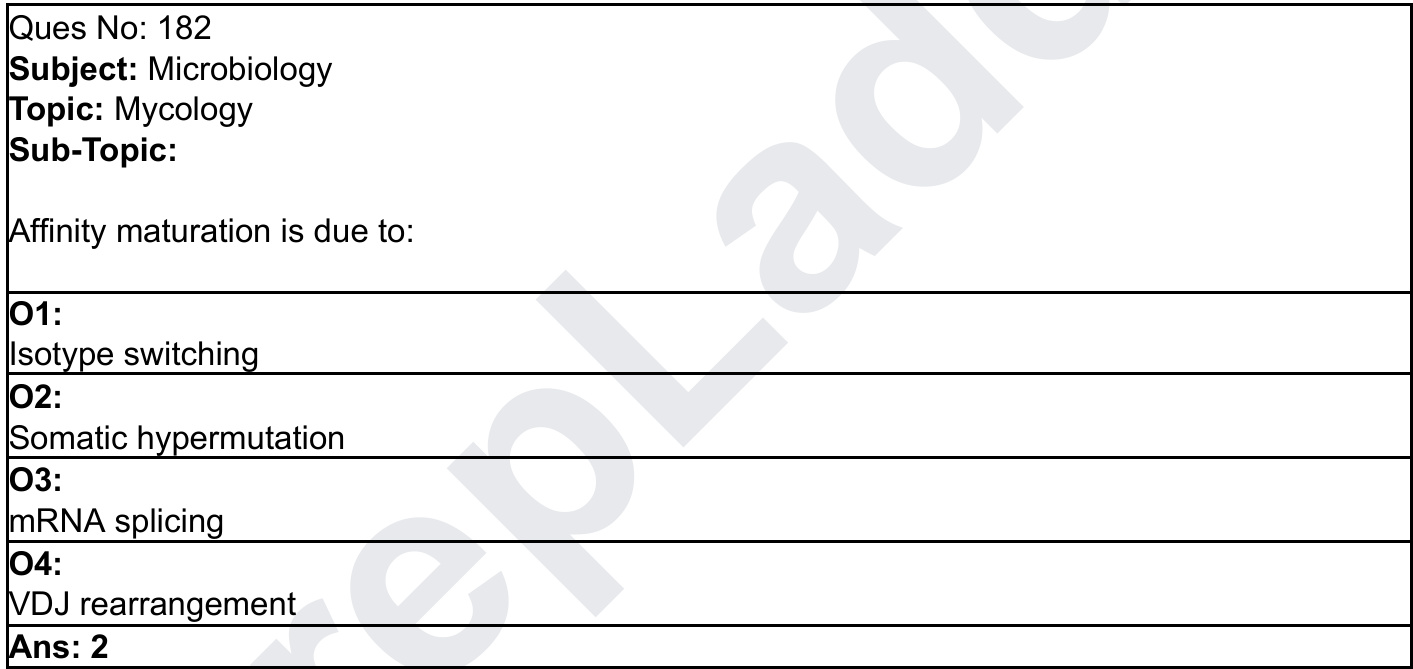 Ques No: 182
Subject: Microbiology
Topic: Mycology
Sub-Topic:
Affinity maturation is due to:
O1:
Isotype switching
O2:
Somatic hypermutation
O3:
mRNA splicing
O4:
VDJ rearrangement
Ans: 2